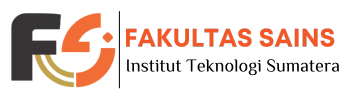 FAKULTAS SAINS
Institut Teknologi Sumatera